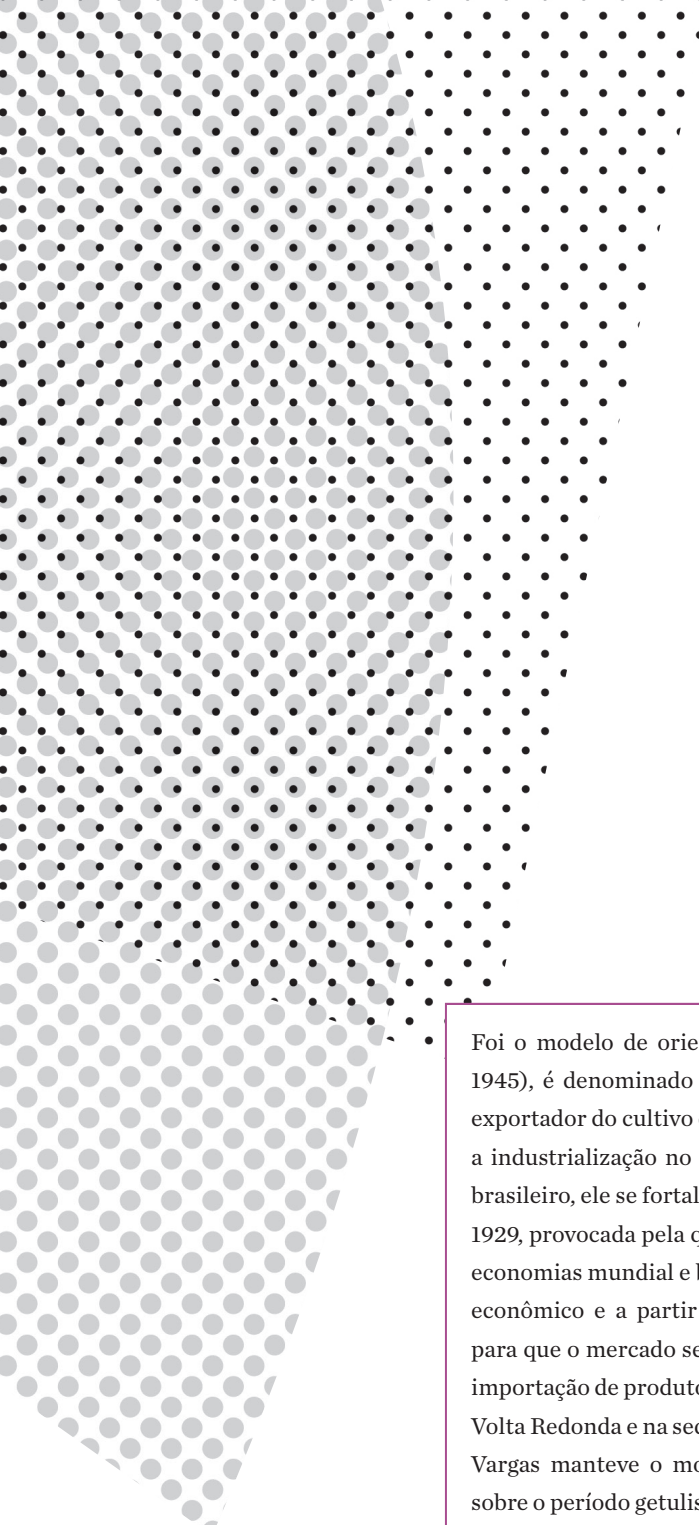 Foi o modelo de orie
1945), é denominado
exportador do cultivo
a industrialização no
brasileiro, ele se fortal
1929, provocada pela q
economias mundial e b
econômico e a partir
para que o mercado se
importação de produto
Volta Redonda e na seq
Vargas manteve o mo
sobre o período getulis